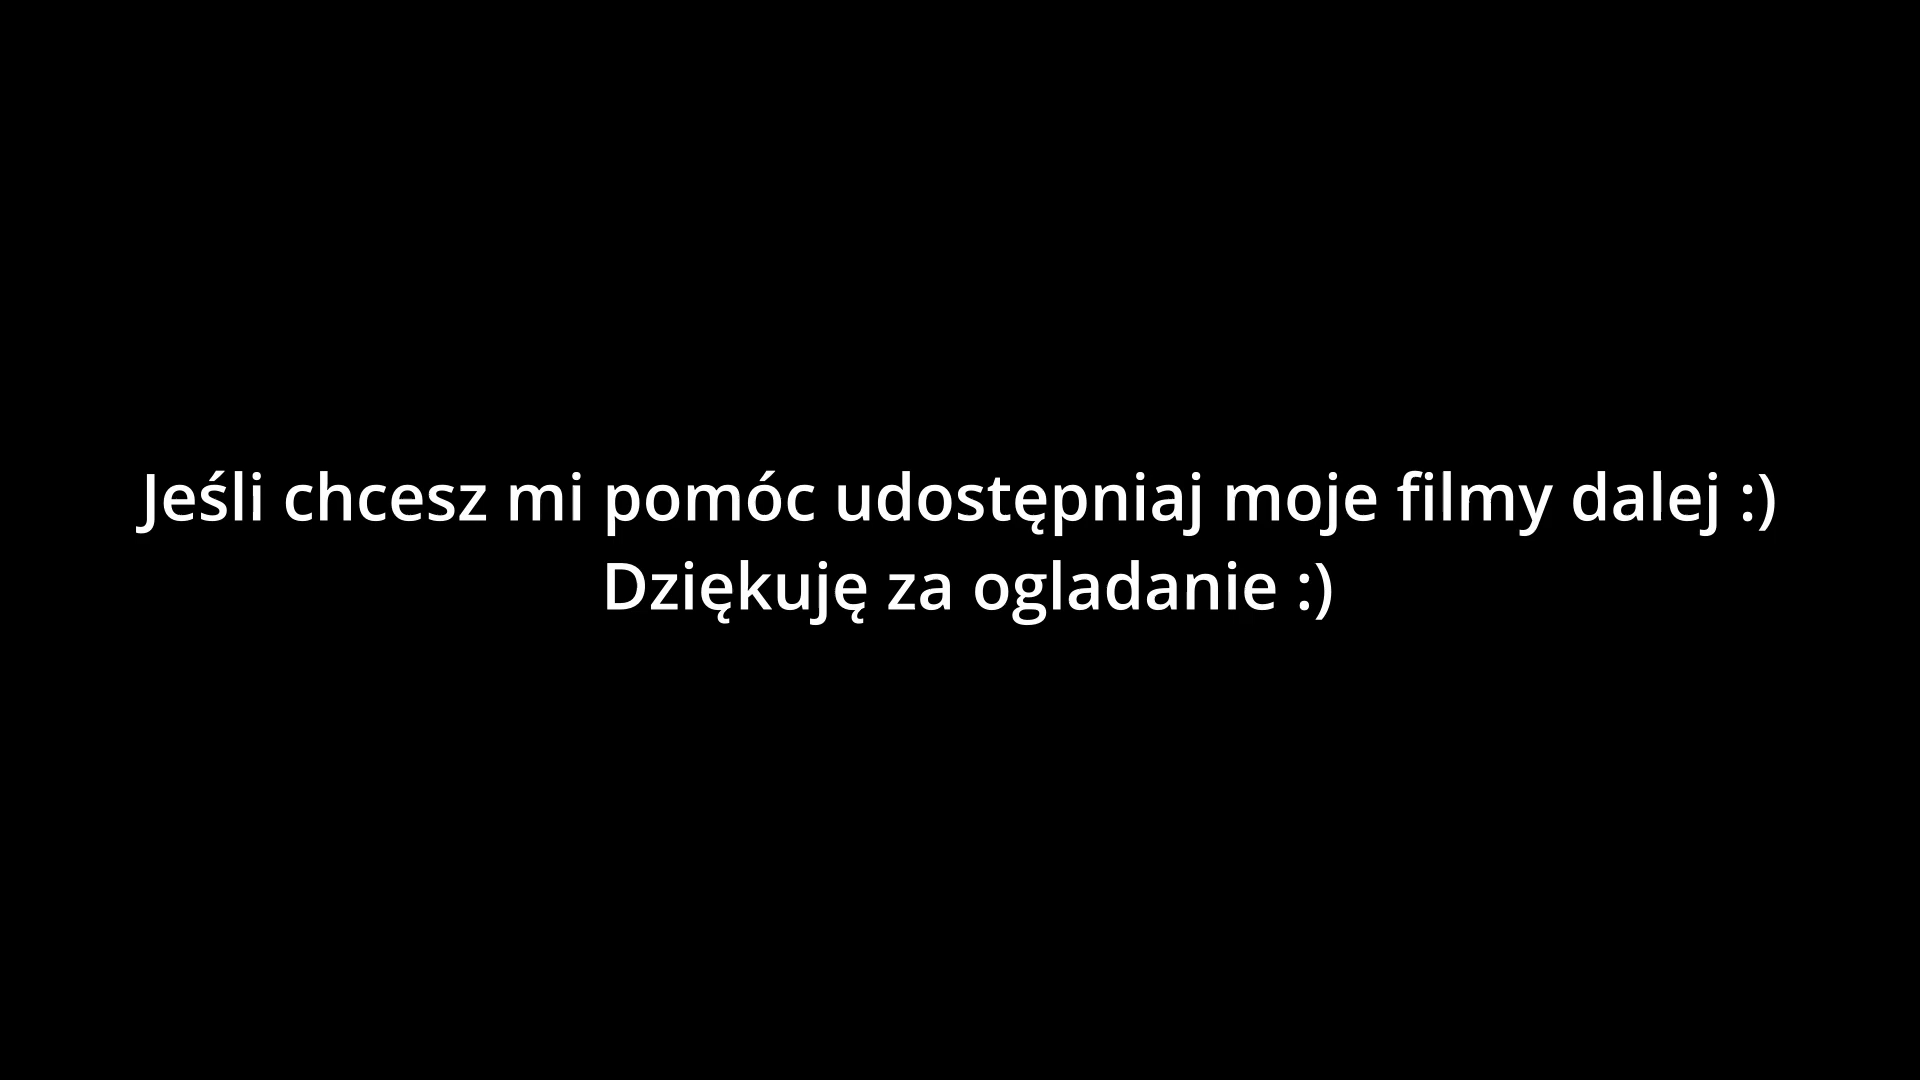 Jeśli chcesz mi pomóc udostępniaj moje filmy dalej :)
Dziękuję za ogladanie :)